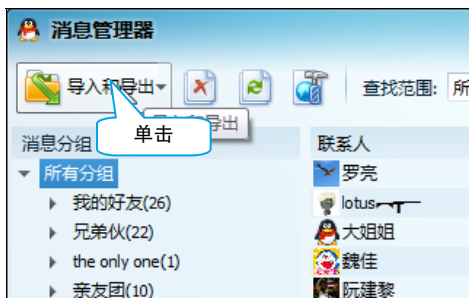 消息管理器
导入和导出
查找范围: 所
导入和导出
单击
消息分组
联系人
所有分组
罗亮
我的好友(26)
lotus
兄弟伙(22)
大姐姐
the only one(1)
魏佳
亲友团(10)
阮建黎